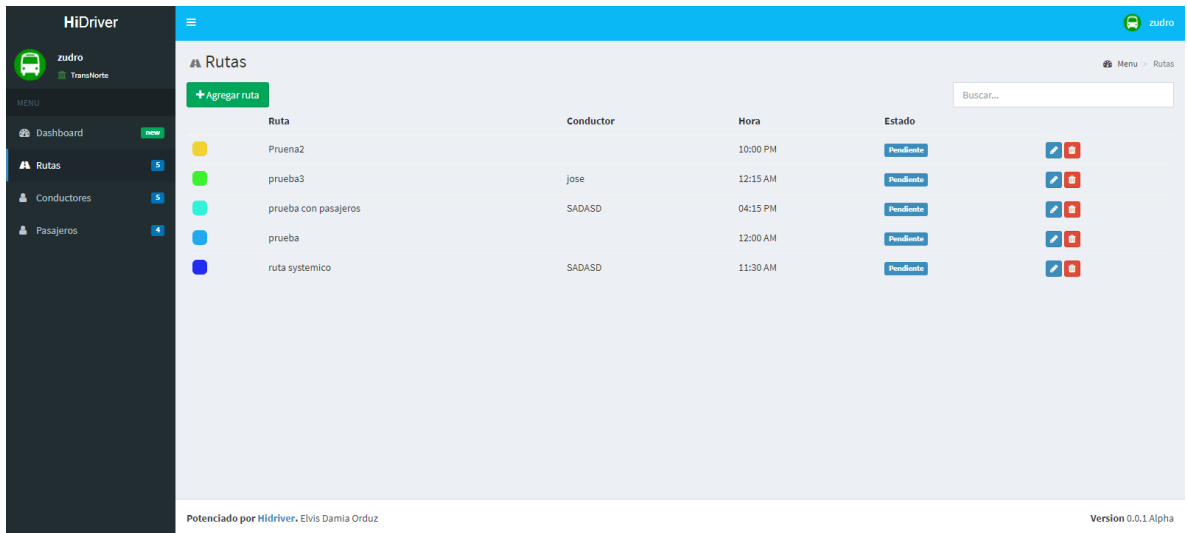 HiDriver
zudro
zudro
TransNorte
Rutas
Menu > Rutas
Agregar ruta
Buscar...
MENU
Dashboard new
Rutas 5
Conductores 5
Pasajeros 4
Ruta Conductor Hora Estado
Pruena2 10:00 PM Pendiente
prueba3 jose 12:15 AM Pendiente
prueba con pasajeros SADASD 04:15 PM Pendiente
prueba 12:00 AM Pendiente
ruta systemico SADASD 11:30 AM Pendiente
Potenciado por Hidriver. Elvis Damia Orduz
Version 0.0.1 Alpha